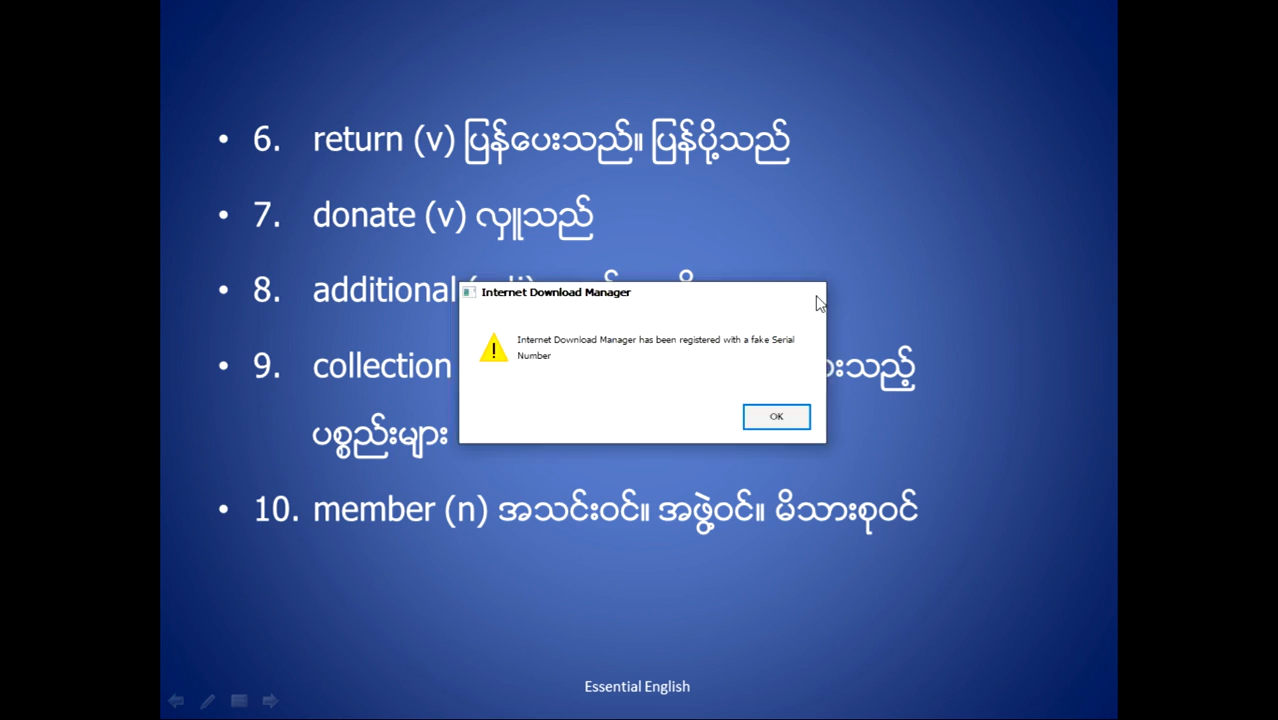 • 6. return (v) ပြန်ပေးသည်။ ပြန်ပို့သည်
• 7. donate (v) လှူသည်
• 8. additional
Internet Download Manager
Internet Download Manager has been registered with a fake Serial
Number
OK
• 9. collection
ပစ္စည်းများ
• 10. member (n) အသင်းဝင်။ အဖွဲ့ဝင်။ မိသားစုဝင်
Essential English